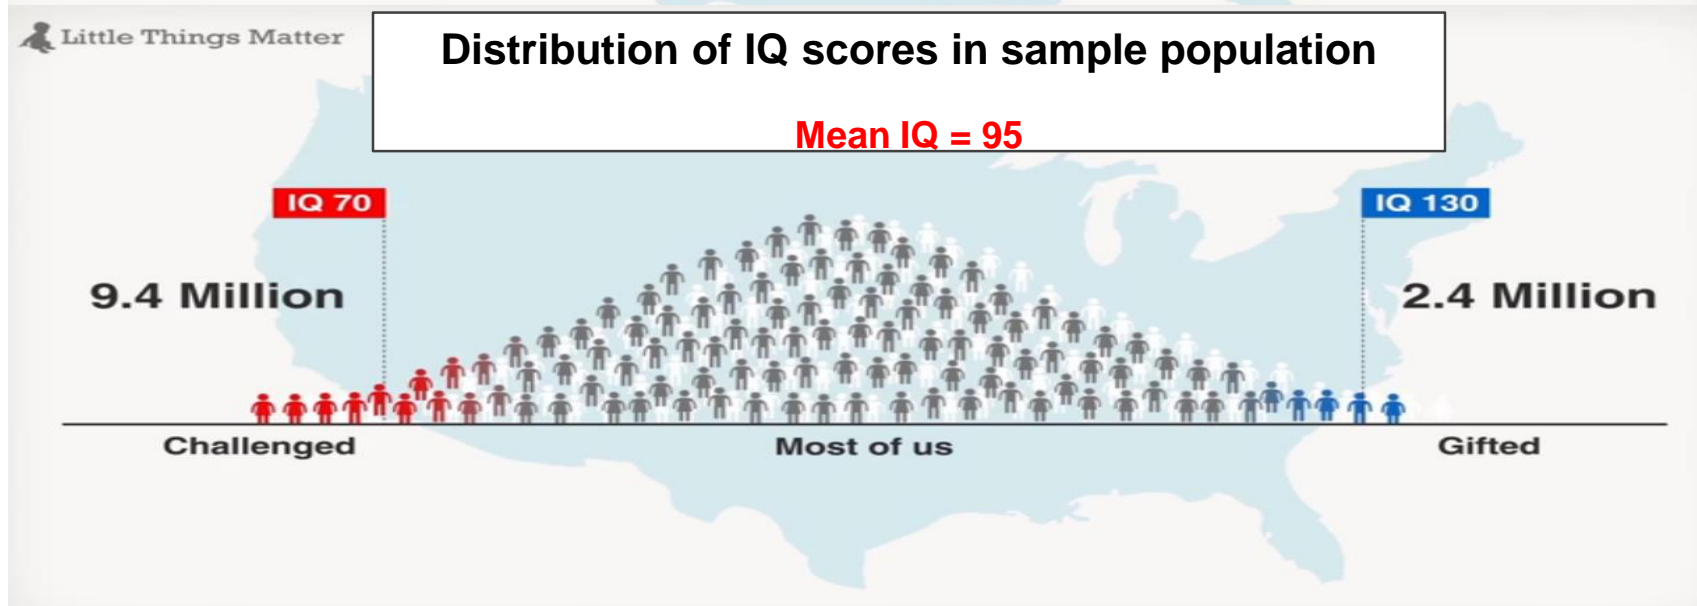 Little Things Matter
Distribution of IQ scores in sample population
Mean IQ = 95
IQ 70
IQ 130
9.4 Million
2.4 Million
Challenged
Most of us
Gifted